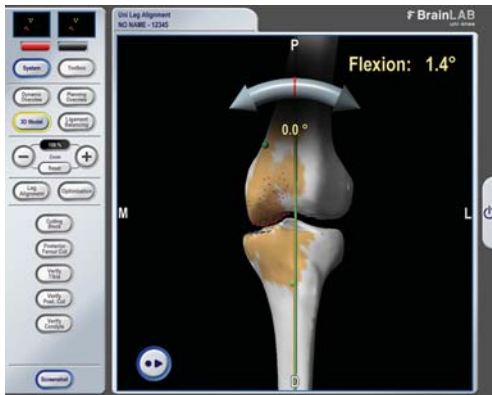 Uni Leg Alignment
NO NAME - 12345
BrainLAB
uni knee
System
Toolbox
Dynamic
Overview
Planning
Overview
3D Model
Ligament
Balancing
100 %
Zoom
Reset
Leg
Alignment
Optimization
Cutting
Block
Posterior
Femur Cut
Verify
Tibia
Verify
Post. Cut
Verify
Condyle
Screenshot
P
Flexion: 1.4°
0.0 °
M
L
D